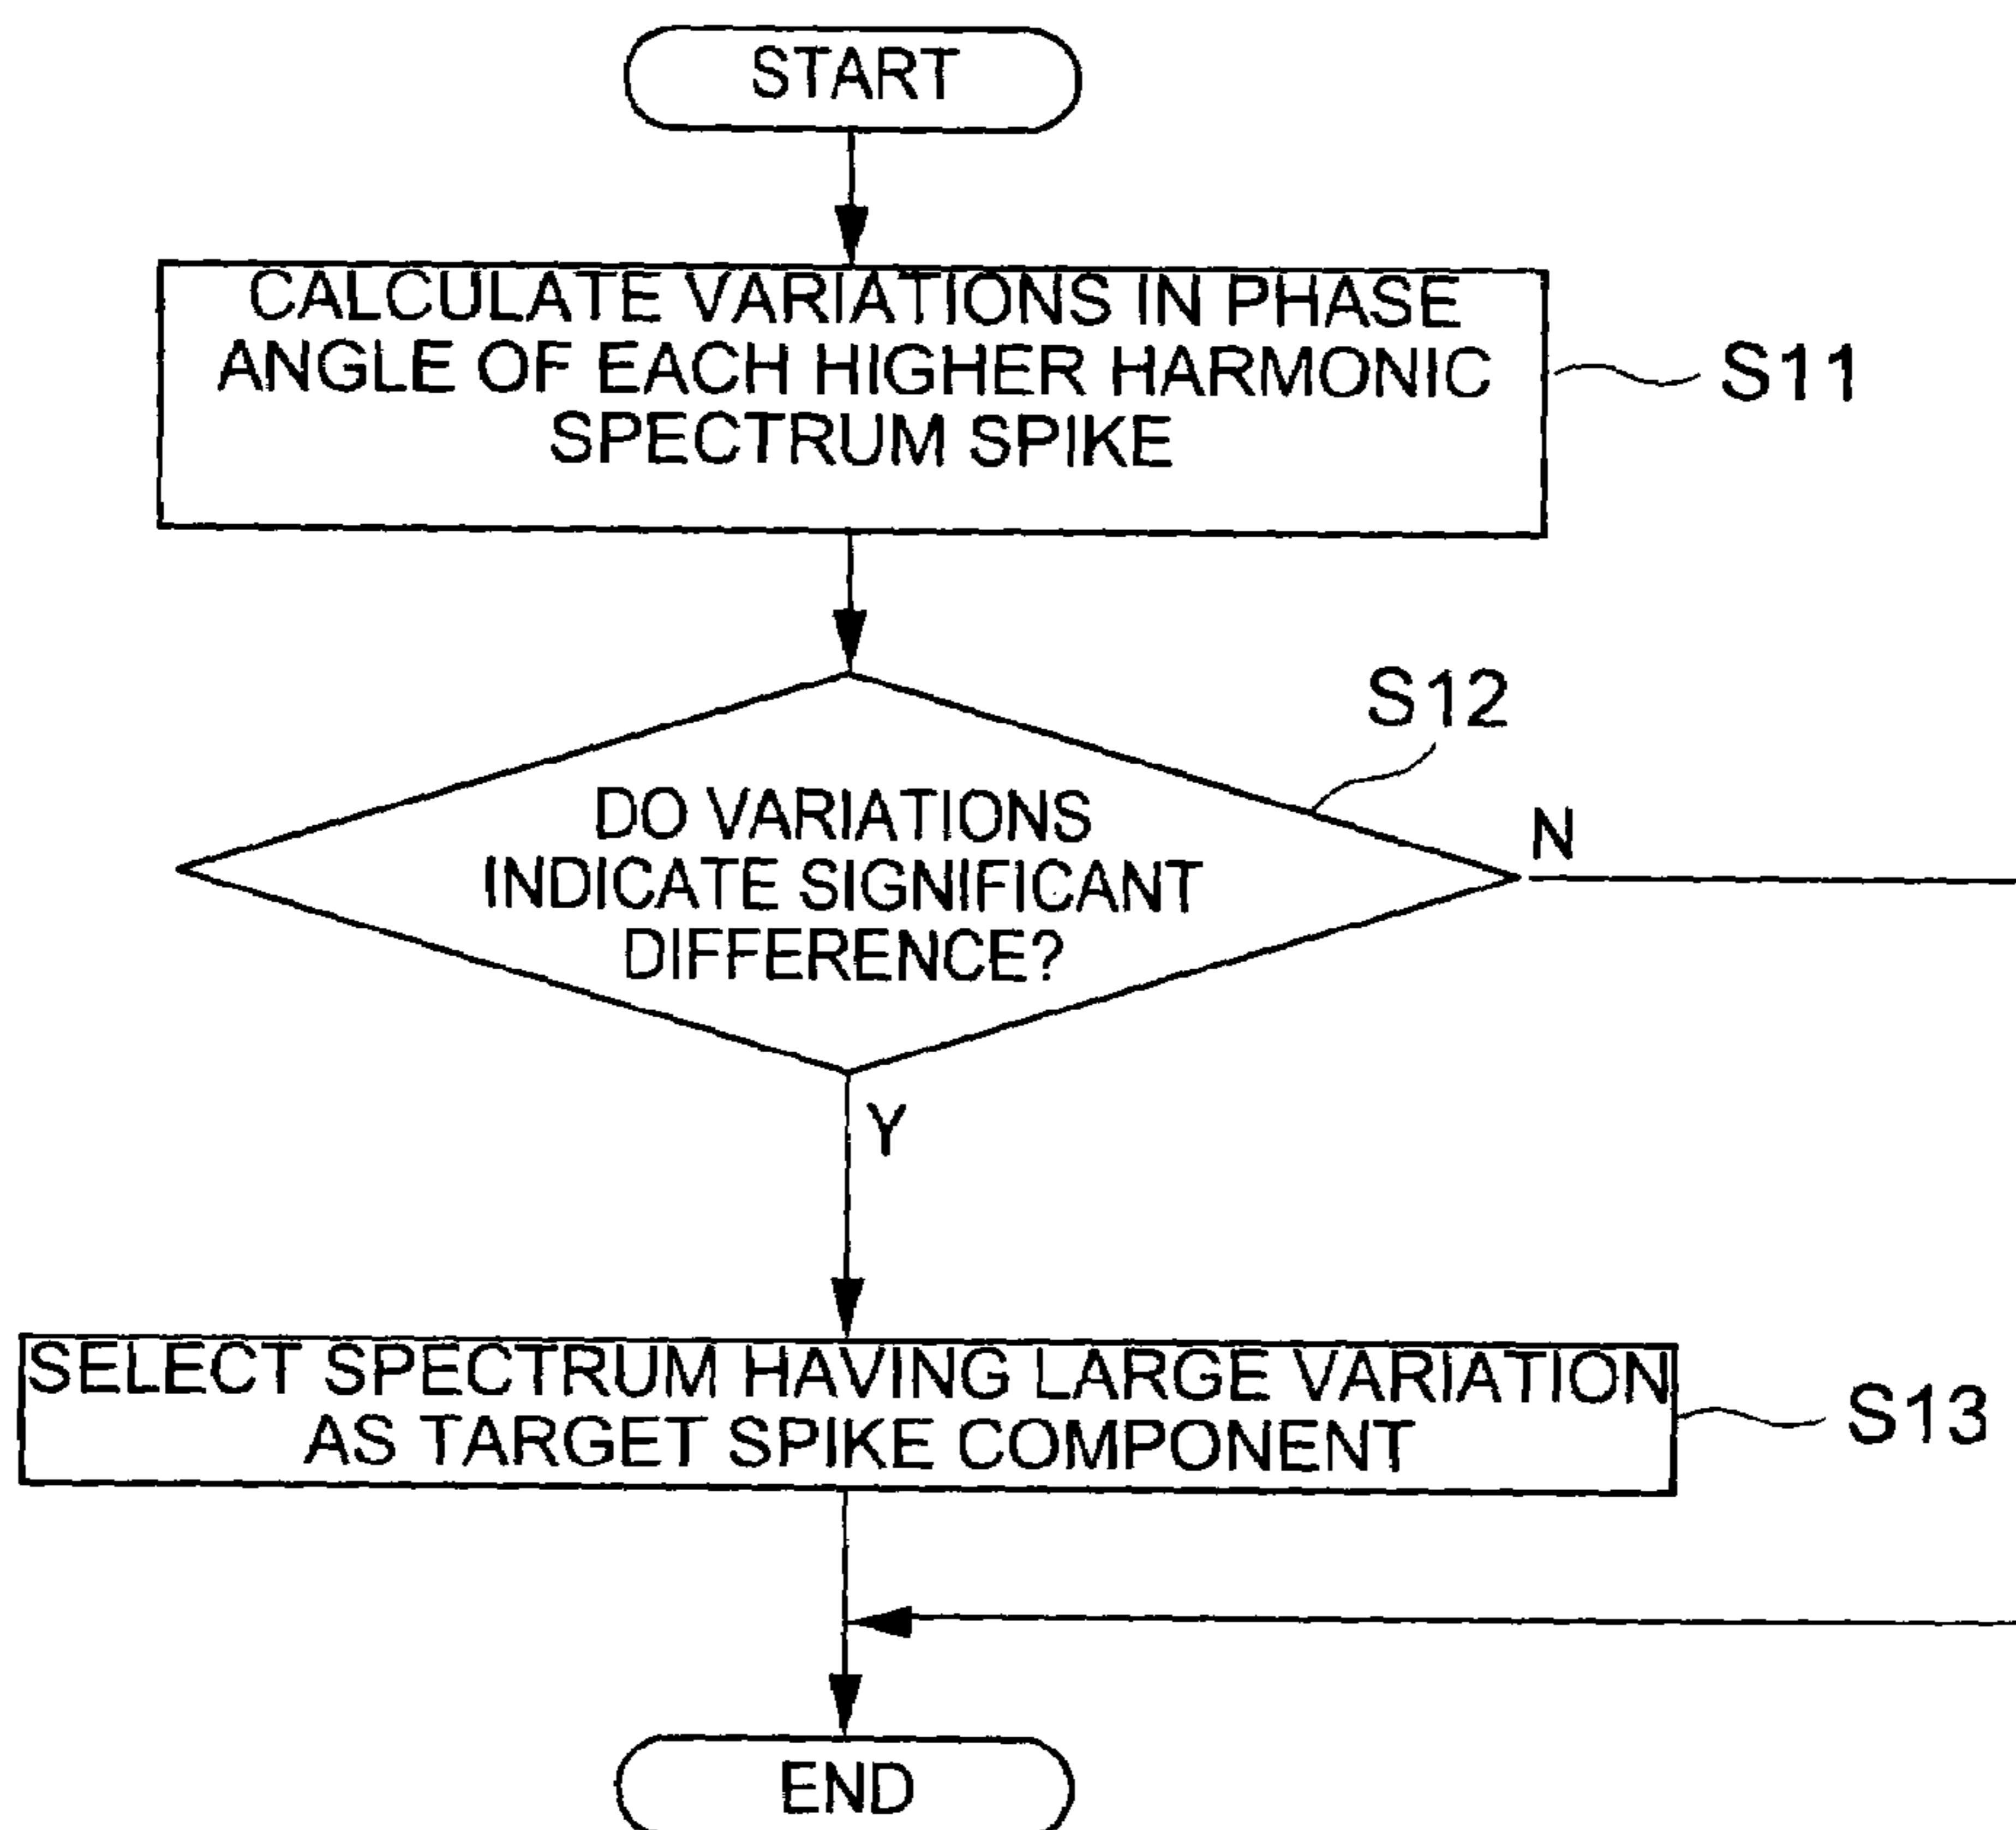 START
CALCULATE VARIATIONS IN PHASE
ANGLE OF EACH HIGHER HARMONIC
SPECTRUM SPIKE
S11
S12
DO VARIATIONS
INDICATE SIGNIFICANT
DIFFERENCE?
N
Y
SELECT SPECTRUM HAVING LARGE VARIATION
AS TARGET SPIKE COMPONENT
S13
END